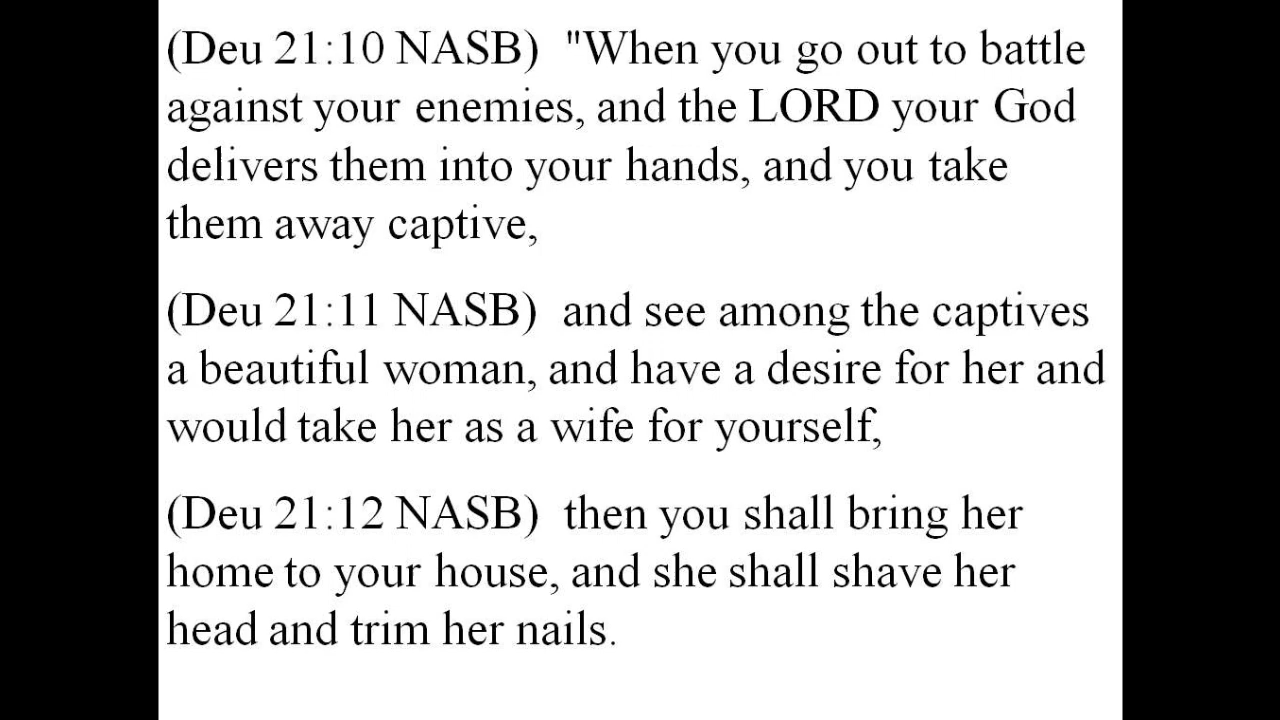 (Deu 21:10 NASB)  "When you go out to battle
against your enemies, and the LORD your God
delivers them into your hands, and you take
them away captive,
(Deu 21:11 NASB)  and see among the captives
a beautiful woman, and have a desire for her and
would take her as a wife for yourself,
(Deu 21:12 NASB)  then you shall bring her
home to your house, and she shall shave her
head and trim her nails.